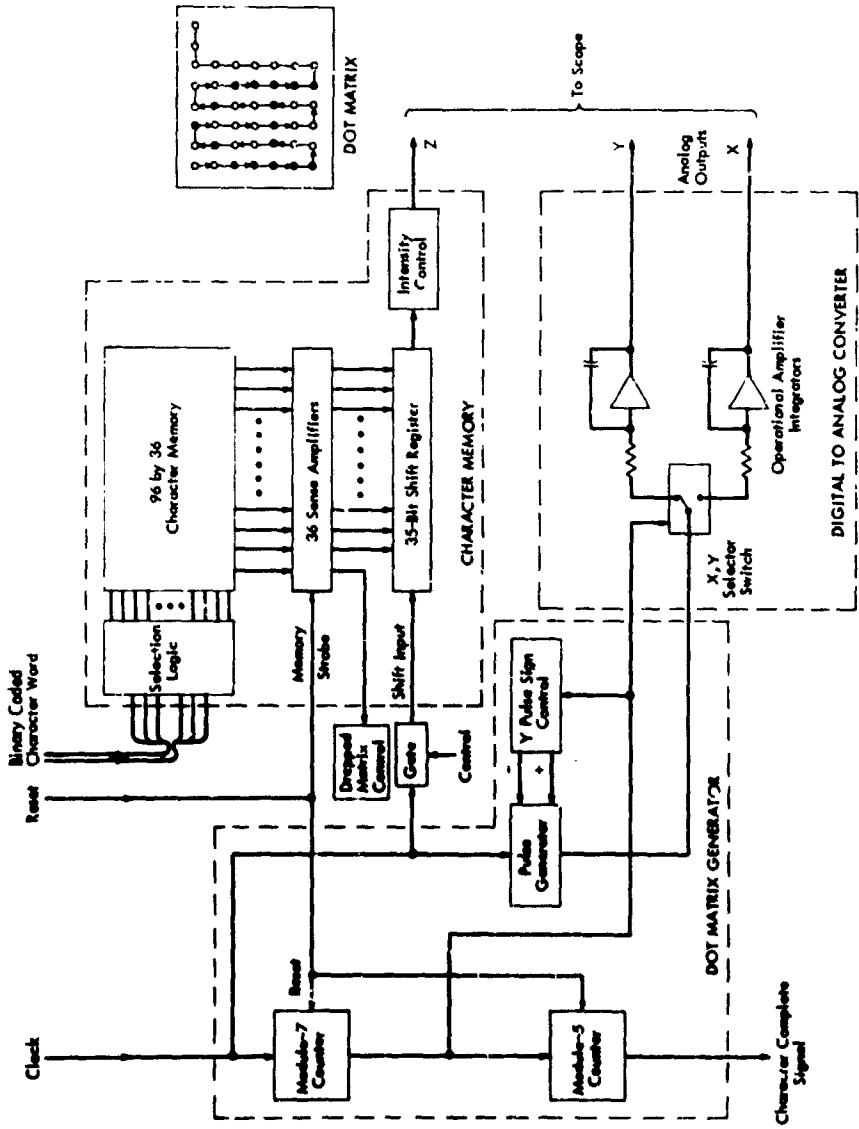 Clock
Reset
Binary Coded
Character Word
Selection
Logic
96 by 36
Character Memory
36 Sense Amplifiers
35-Bit Shift Register
Intensity
Control
Z
CHARACTER MEMORY
Memory
Strobe
Shift Input
Dropped
Matrix
Control
Gate
Control
Reset
Modulo-7
Counter
Modulo-5
Counter
Pulse
Generator
-
+
Y Pulse Sign
Control
DOT MATRIX GENERATOR
Character Complete
Signal
X,Y
Selector
Switch
Operational Amplifier
Integrators
DIGITAL TO ANALOG CONVERTER
Y
Analog
Outputs
X
To Scope
DOT MATRIX